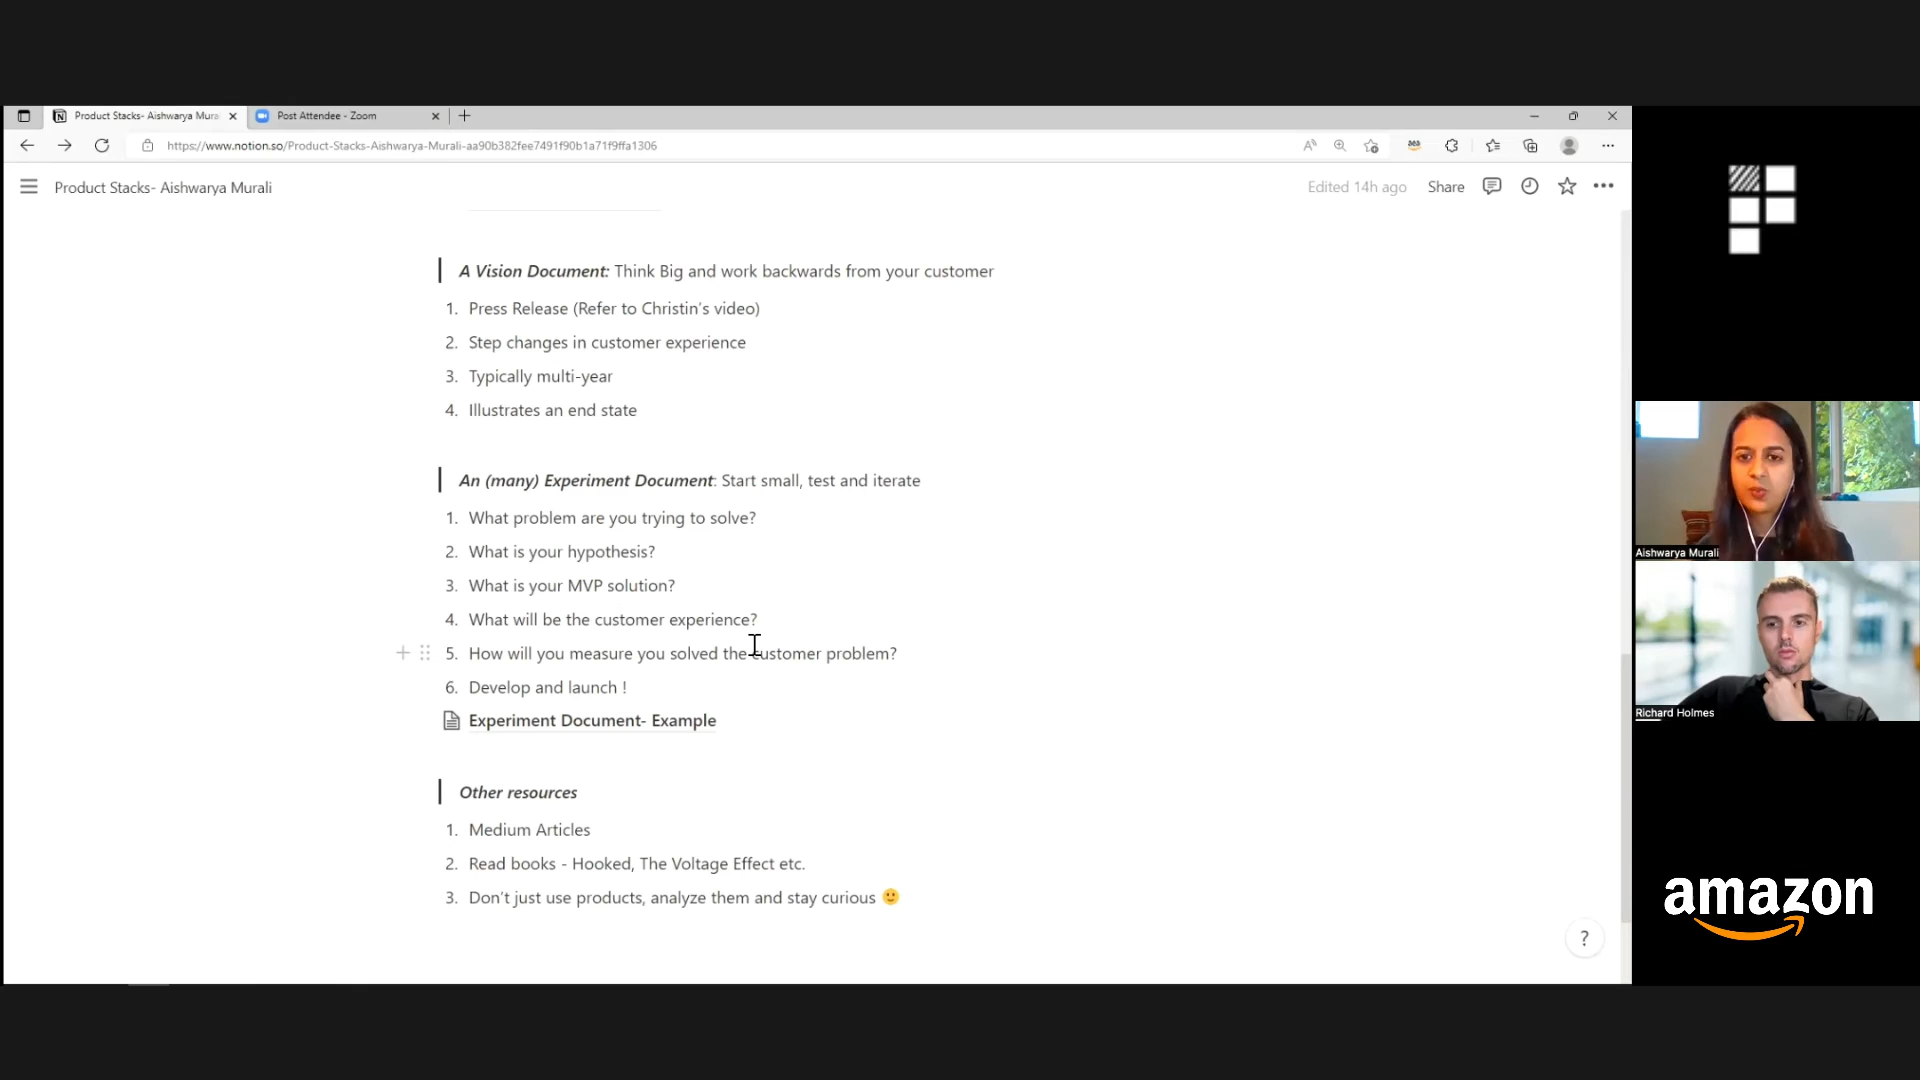 Product Stacks- Aishwarya Mura
Post Attendee - Zoom
https://www.notion.so/Product-Stacks-Aishwarya-Murali-aa90b382fee7491f90b1a71f9ffa1306
Product Stacks- Aishwarya Murali
Edited 14h ago
Share
A Vision Document: Think Big and work backwards from your customer
1. Press Release (Refer to Christin's video)
2. Step changes in customer experience
3. Typically multi-year
4. Illustrates an end state
An (many) Experiment Document: Start small, test and iterate
1. What problem are you trying to solve?
2. What is your hypothesis?
3. What is your MVP solution?
4. What will be the customer experience?
5. How will you measure you solved the customer problem?
6. Develop and launch !
Experiment Document- Example
Other resources
1. Medium Articles
2. Read books - Hooked, The Voltage Effect etc.
3. Don't just use products, analyze them and stay curious 🙂
?
Aishwarya Murali
Richard Holmes
amazon